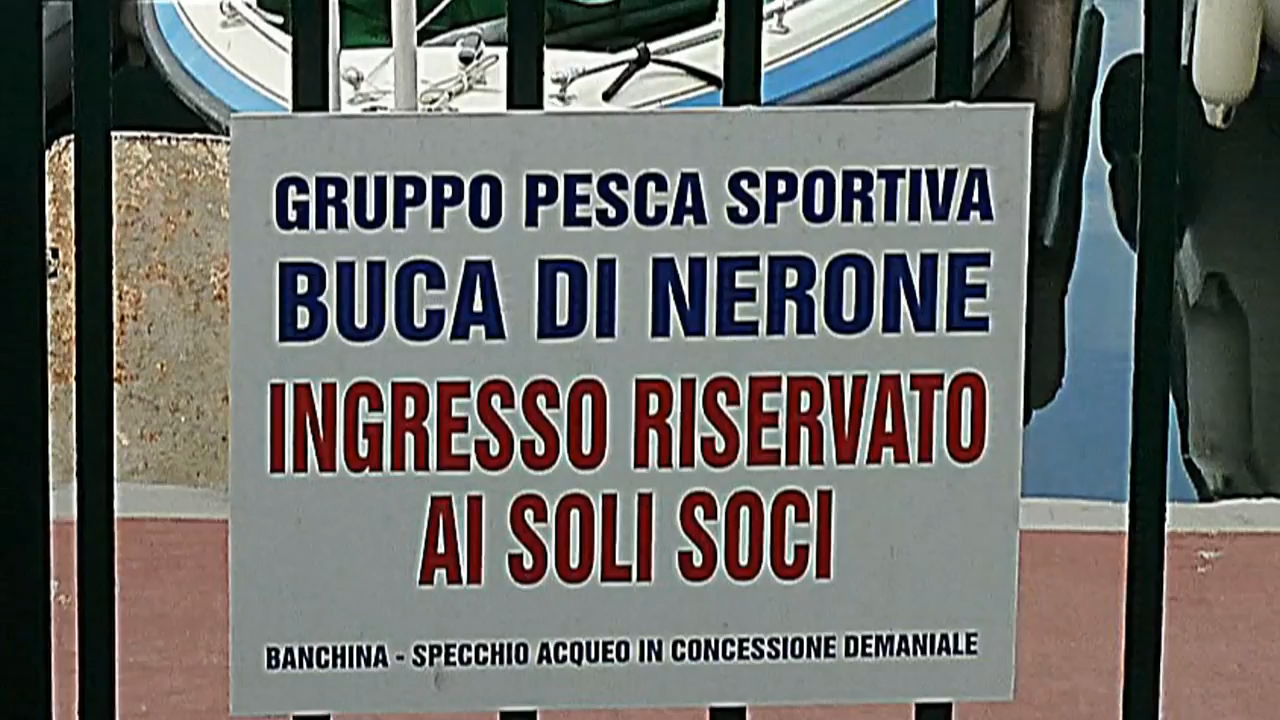 GRUPPO PESCA SPORTIVA
BUCA DI NERONE
INGRESSO RISERVATO
AI SOLI SOCI
BANCHINA - SPECCHIO ACQUEO IN CONCESSIONE DEMANIALE